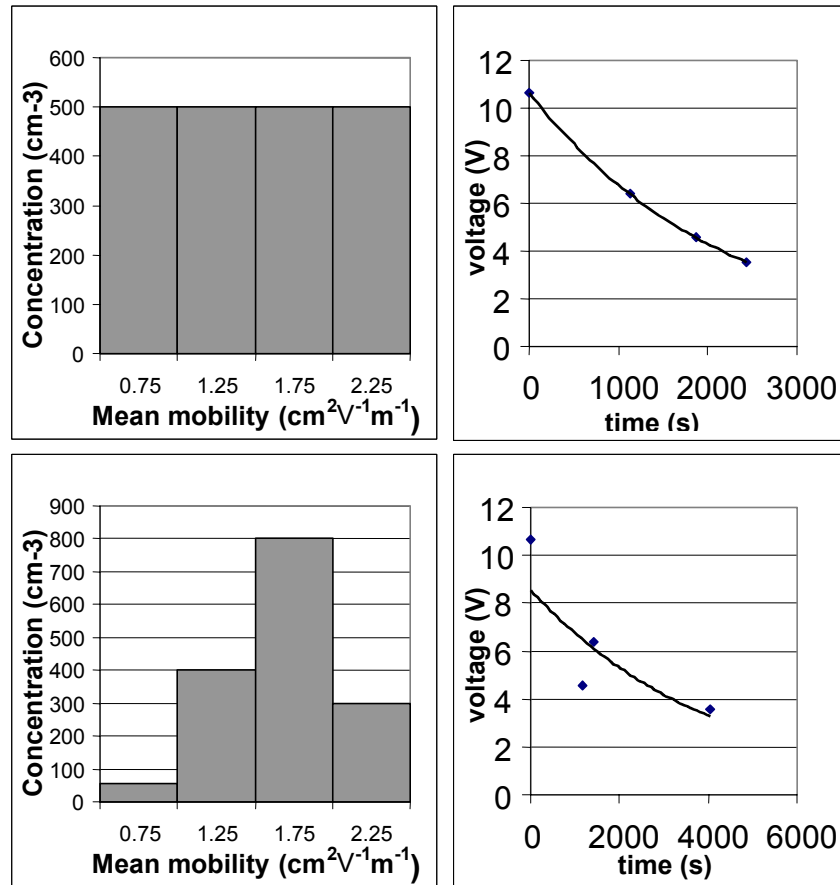 600
500
400
300
200
100
0
Concentration (cm-3)
0.75 1.25 1.75 2.25
Mean mobility (cm²V⁻¹m⁻¹)
12
10
8
6
4
2
0
voltage (V)
0 1000 2000 3000
time (s)
900
800
700
600
500
400
300
200
100
0
Concentration (cm-3)
0.75 1.25 1.75 2.25
Mean mobility (cm²V⁻¹m⁻¹)
12
10
8
6
4
2
0
voltage (V)
0 2000 4000 6000
time (s)